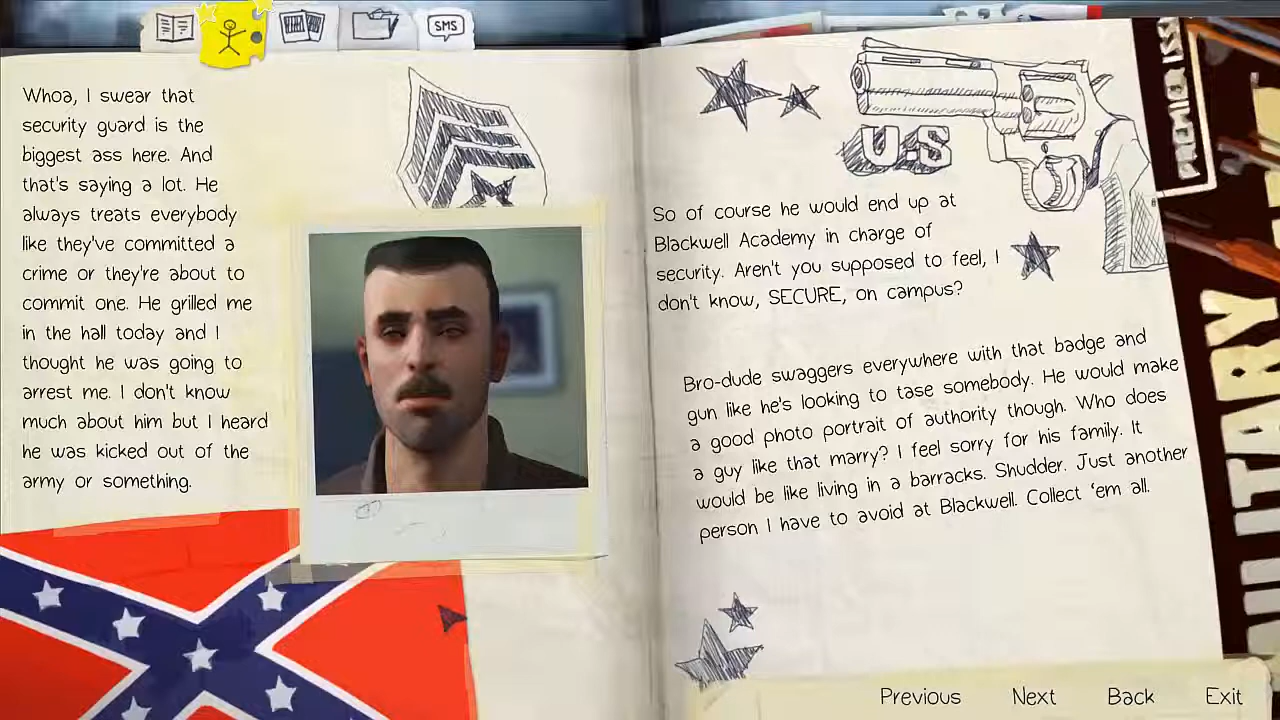 SMS
Whoa, I swear that
security guard is the
biggest ass here. And
that's saying a lot. He
always treats everybody
like they've committed a
crime or they're about to
commit one. He grilled me
in the hall today and I
thought he was going to
arrest me. I don't know
much about him but I heard
he was kicked out of the
army or something.
US
So of course he would end up at
Blackwell Academy in charge of
security. Aren't you supposed to feel, I
don't know, SECURE, on campus?
Bro-dude swaggers everywhere with that badge and
gun like he's looking to tase somebody. He would make
a good photo portrait of authority though. Who does
a guy like that marry? I feel sorry for his family. It
would be like living in a barracks. Shudder. Just another
person I have to avoid at Blackwell. Collect 'em all.
Previous Next Back Exit